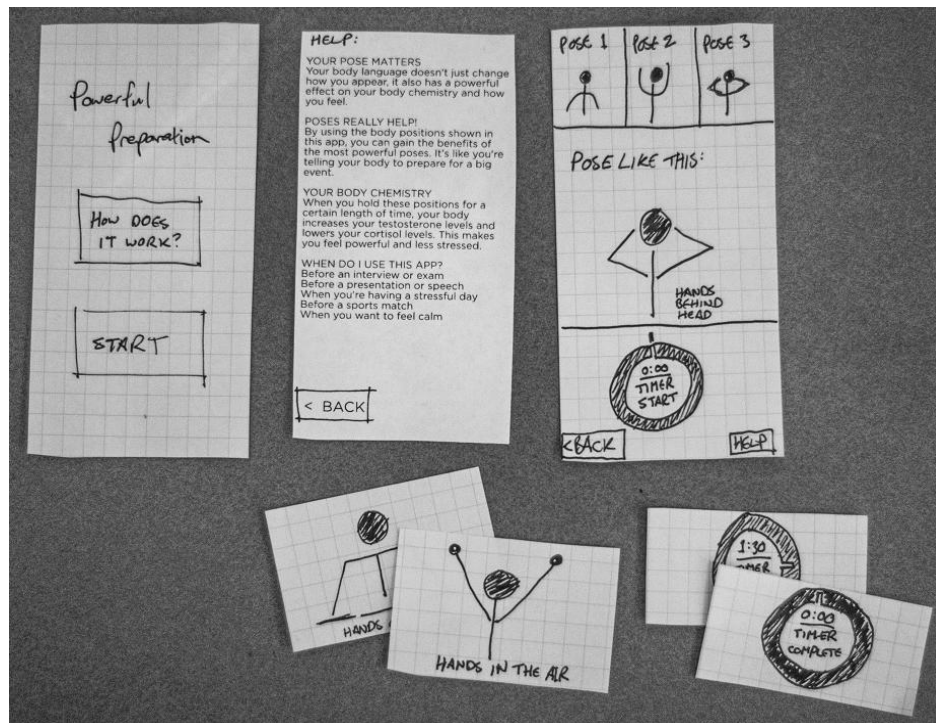 Powerful
Preparation
HOW DOES
IT WORK?
START
HELP:
YOUR POSE MATTERS
Your body language doesn't just change
how you appear, it also has a powerful
effect on your body chemistry and how
you feel.
POSES REALLY HELP!
By using the body positions shown in
this app, you can gain the benefits of
the most powerful poses. It's like you're
telling your body to prepare for a big
event.
YOUR BODY CHEMISTRY
When you hold these positions for a
certain length of time, your body
increases your testosterone levels and
lowers your cortisol levels. This makes
you feel powerful and less stressed.
WHEN DO I USE THIS APP?
Before an interview or exam
Before a presentation or speech
When you're having a stressful day
Before a sports match
When you want to feel calm
< BACK
POSE 1
POSE 2
POSE 3
POSE LIKE THIS:
HANDS
BEHIND
HEAD
0:00
TIMER
START
<BACK
HELP
HANDS
HANDS IN THE AIR
1:30
TIMER
0:00
TIMER
COMPLETE